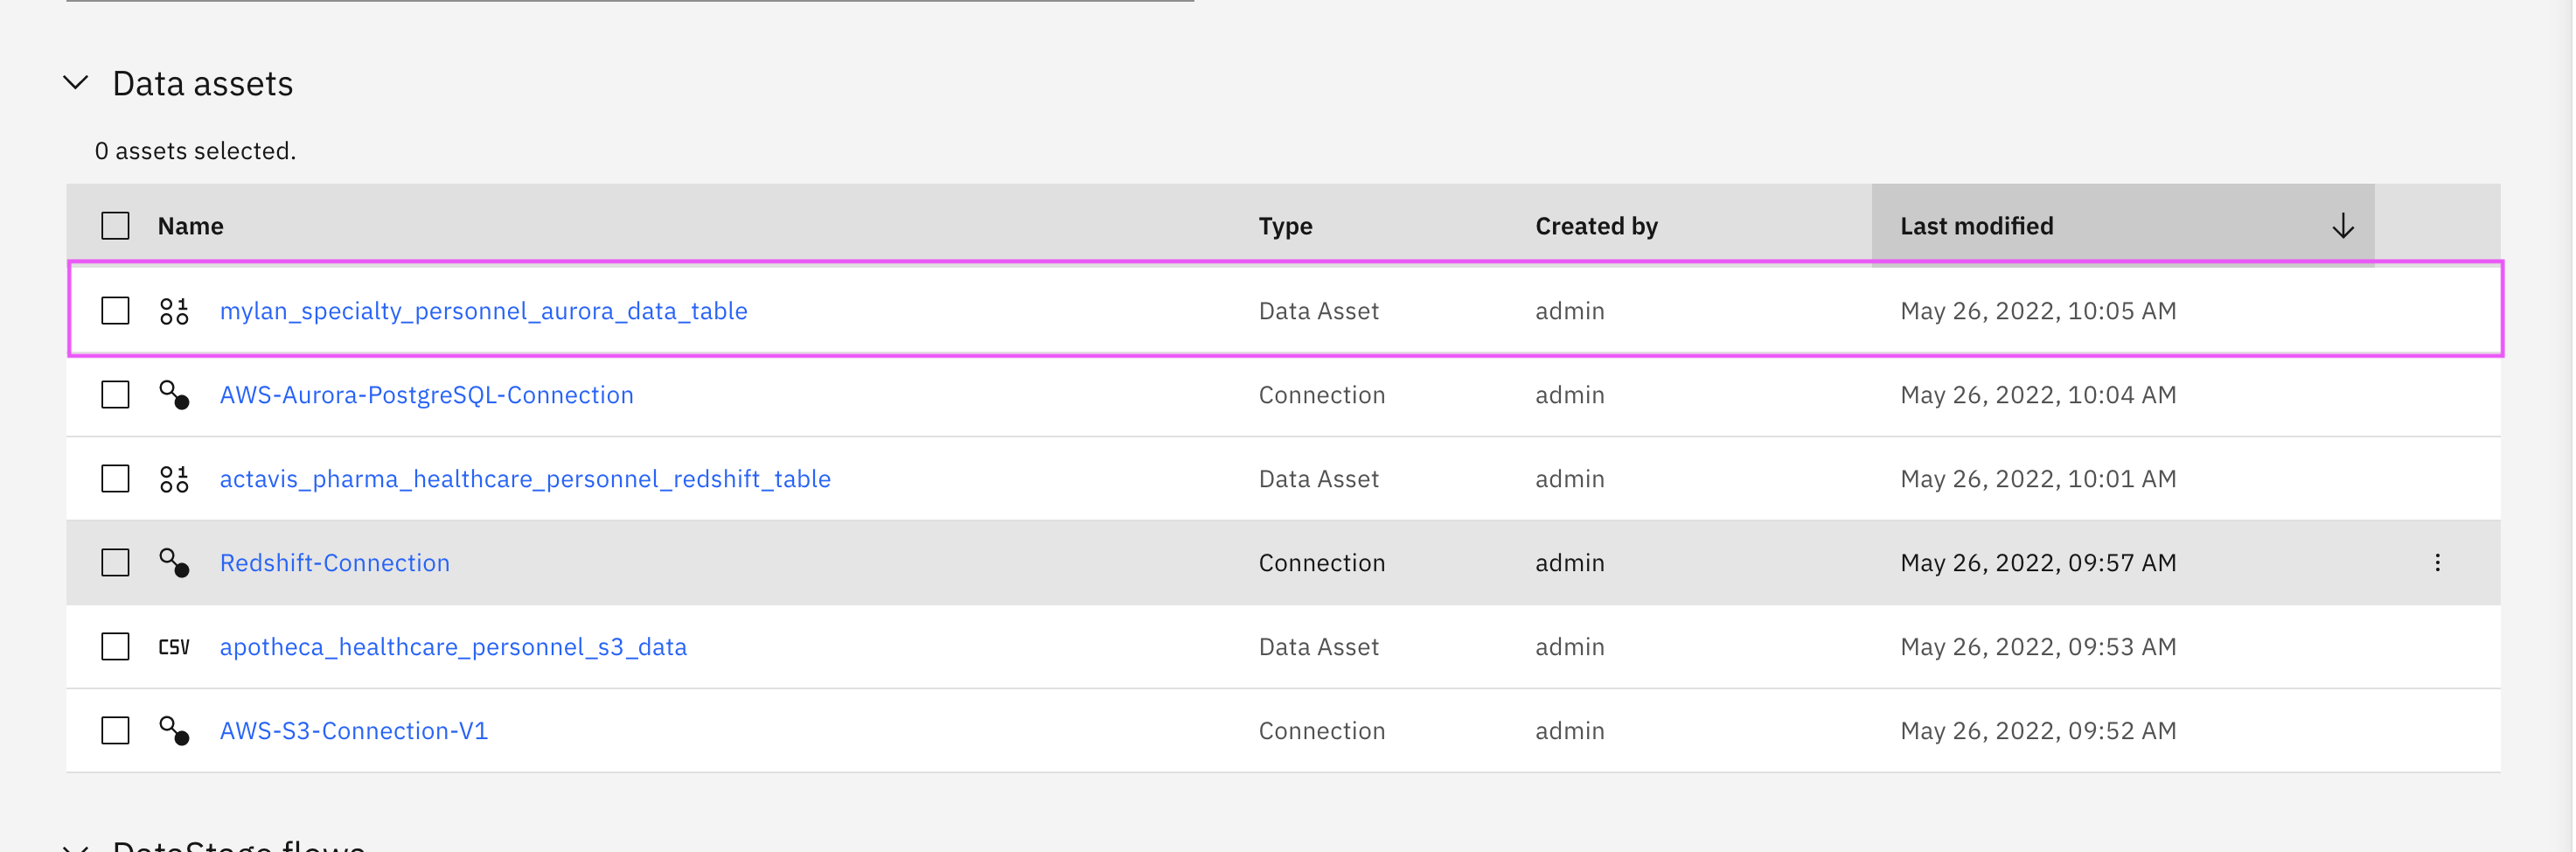 Data assets
0 assets selected.
Name Type Created by Last modified
mylan_specialty_personnel_aurora_data_table Data Asset admin May 26, 2022, 10:05 AM
AWS-Aurora-PostgreSQL-Connection Connection admin May 26, 2022, 10:04 AM
actavis_pharma_healthcare_personnel_redshift_table Data Asset admin May 26, 2022, 10:01 AM
Redshift-Connection Connection admin May 26, 2022, 09:57 AM
CSV apotheca_healthcare_personnel_s3_data Data Asset admin May 26, 2022, 09:53 AM
AWS-S3-Connection-V1 Connection admin May 26, 2022, 09:52 AM
DataStage flows